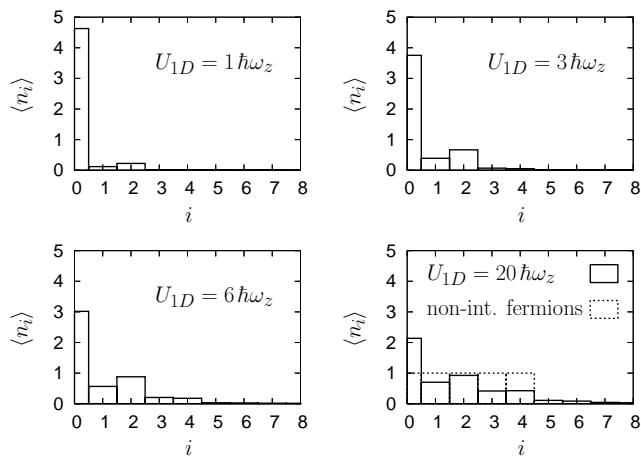 5
4
3
2
1
0
⟨n_i⟩
U_{1D} = 1 ℏω_z
0 1 2 3 4 5 6 7 8
i
5
4
3
2
1
0
⟨n_i⟩
U_{1D} = 3 ℏω_z
0 1 2 3 4 5 6 7 8
i
5
4
3
2
1
0
⟨n_i⟩
U_{1D} = 6 ℏω_z
0 1 2 3 4 5 6 7 8
i
5
4
3
2
1
0
⟨n_i⟩
U_{1D} = 20 ℏω_z
non-int. fermions
0 1 2 3 4 5 6 7 8
i